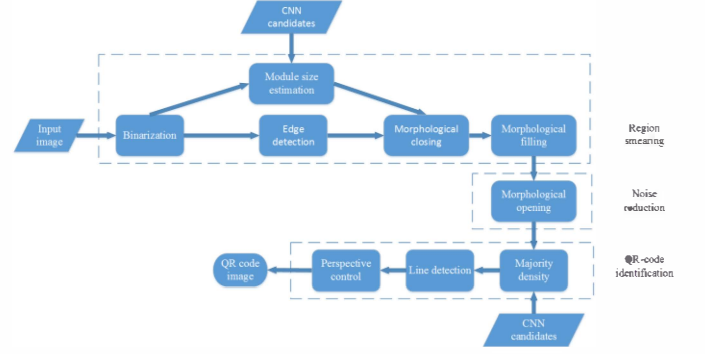 CNN
candidates
Module size
estimation
Input
image
Binarization
Edge
detection
Morphological
closing
Morphological
filling
Region
smearing
Morphological
opening
Noise
reduction
QR code
image
Perspective
control
Line detection
Majority
density
QR-code
identification
CNN
candidates